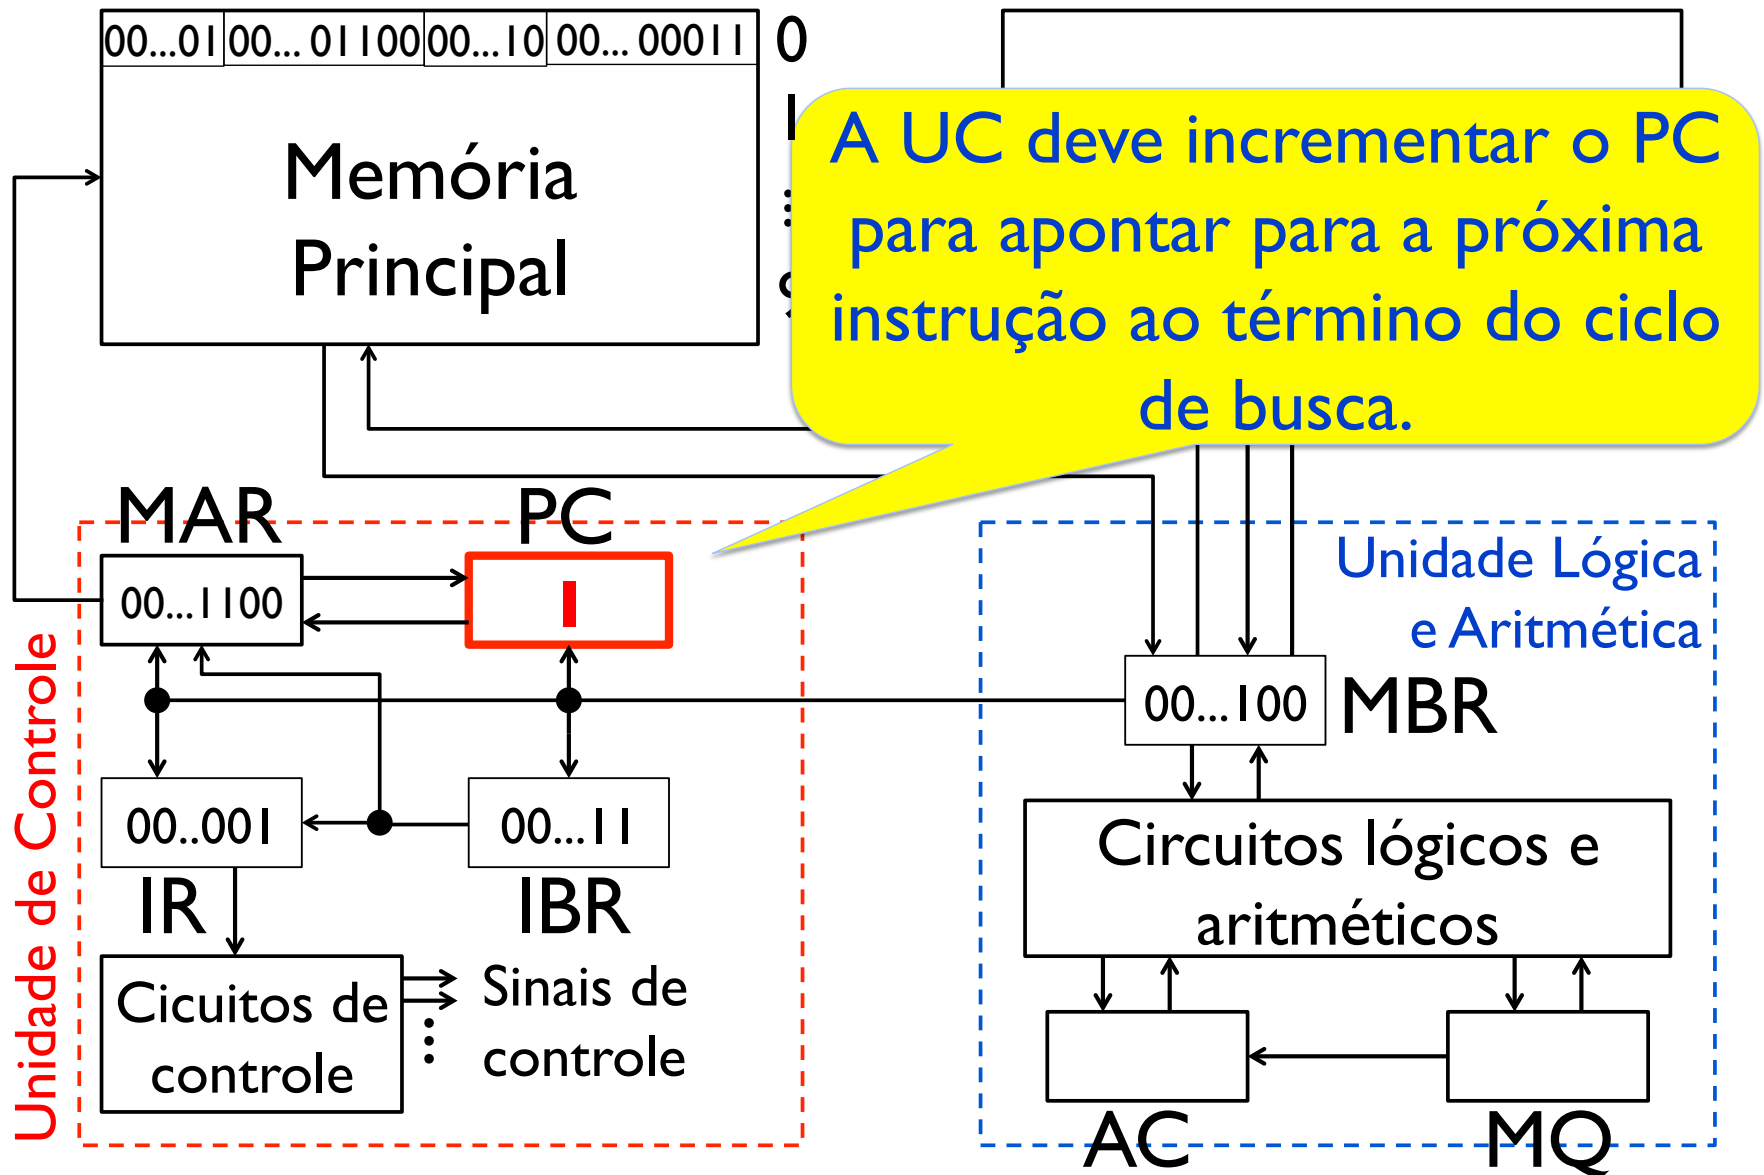 00...01 00... 01100 00...10 00... 00011 0
1
Memória
Principal
A UC deve incrementar o PC
para apontar para a próxima
instrução ao término do ciclo
de busca.
MAR
PC
00...1100
1
Unidade Lógica
e Aritmética
00...100
MBR
Unidade de Controle
00..001
00...11
IR
IBR
Circuitos lógicos e
aritméticos
Cicuitos de
controle
Sinais de
controle
AC
MQ